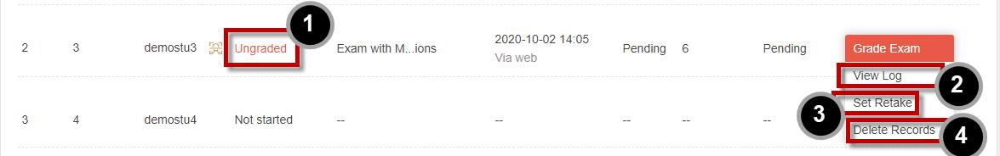 1
2 3 demostu3 Ungraded Exam with M...ions 2020-10-02 14:05 Pending 6 Pending Grade Exam
Via web
View Log 2
Set Retake 3
3 4 demostu4 Not started -- -- -- -- --
Delete Records 4